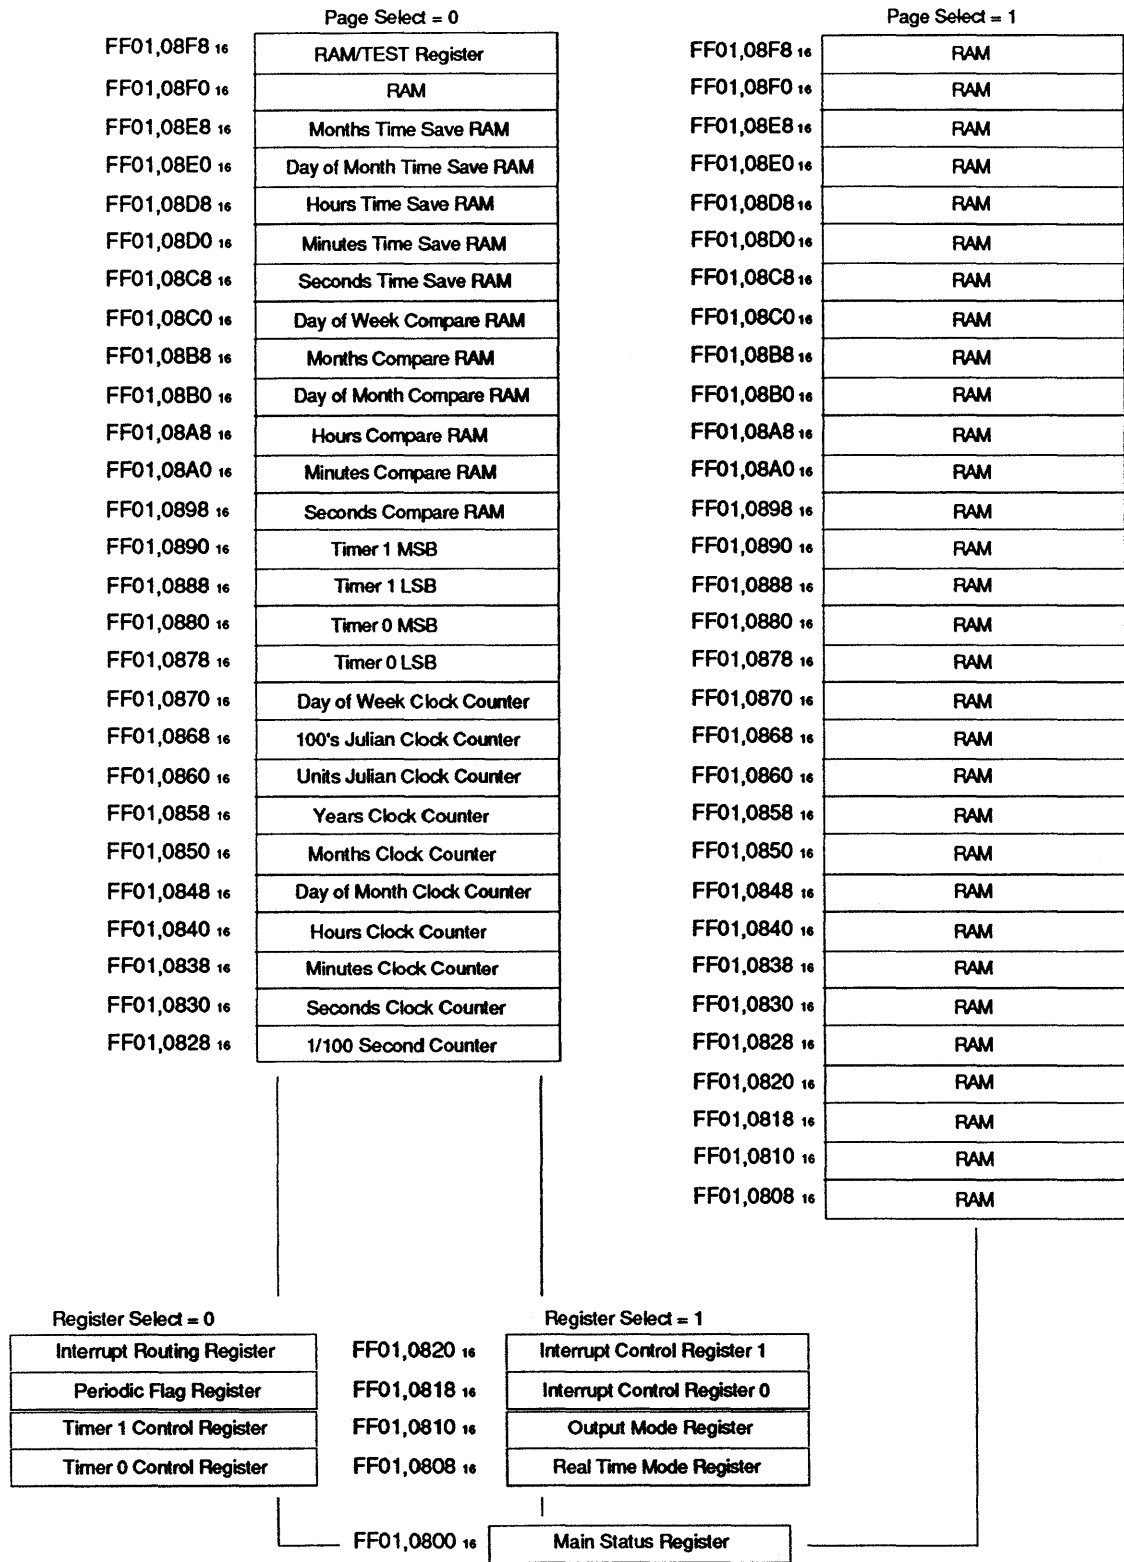 Page Select = 0
FF01,08F8 16 RAM/TEST Register
FF01,08F0 16 RAM
FF01,08E8 16 Months Time Save RAM
FF01,08E0 16 Day of Month Time Save RAM
FF01,08D8 16 Hours Time Save RAM
FF01,08D0 16 Minutes Time Save RAM
FF01,08C8 16 Seconds Time Save RAM
FF01,08C0 16 Day of Week Compare RAM
FF01,08B8 16 Months Compare RAM
FF01,08B0 16 Day of Month Compare RAM
FF01,08A8 16 Hours Compare RAM
FF01,08A0 16 Minutes Compare RAM
FF01,0898 16 Seconds Compare RAM
FF01,0890 16 Timer 1 MSB
FF01,0888 16 Timer 1 LSB
FF01,0880 16 Timer 0 MSB
FF01,0878 16 Timer 0 LSB
FF01,0870 16 Day of Week Clock Counter
FF01,0868 16 100's Julian Clock Counter
FF01,0860 16 Units Julian Clock Counter
FF01,0858 16 Years Clock Counter
FF01,0850 16 Months Clock Counter
FF01,0848 16 Day of Month Clock Counter
FF01,0840 16 Hours Clock Counter
FF01,0838 16 Minutes Clock Counter
FF01,0830 16 Seconds Clock Counter
FF01,0828 16 1/100 Second Counter
Page Select = 1
FF01,08F8 16 RAM
FF01,08F0 16 RAM
FF01,08E8 16 RAM
FF01,08E0 16 RAM
FF01,08D8 16 RAM
FF01,08D0 16 RAM
FF01,08C8 16 RAM
FF01,08C0 16 RAM
FF01,08B8 16 RAM
FF01,08B0 16 RAM
FF01,08A8 16 RAM
FF01,08A0 16 RAM
FF01,0898 16 RAM
FF01,0890 16 RAM
FF01,0888 16 RAM
FF01,0880 16 RAM
FF01,0878 16 RAM
FF01,0870 16 RAM
FF01,0868 16 RAM
FF01,0860 16 RAM
FF01,0858 16 RAM
FF01,0850 16 RAM
FF01,0848 16 RAM
FF01,0840 16 RAM
FF01,0838 16 RAM
FF01,0830 16 RAM
FF01,0828 16 RAM
FF01,0820 16 RAM
FF01,0818 16 RAM
FF01,0810 16 RAM
FF01,0808 16 RAM
Register Select = 0 Register Select = 1
Interrupt Routing Register FF01,0820 16 Interrupt Control Register 1
Periodic Flag Register FF01,0818 16 Interrupt Control Register 0
Timer 1 Control Register FF01,0810 16 Output Mode Register
Timer 0 Control Register FF01,0808 16 Real Time Mode Register
FF01,0800 16 Main Status Register